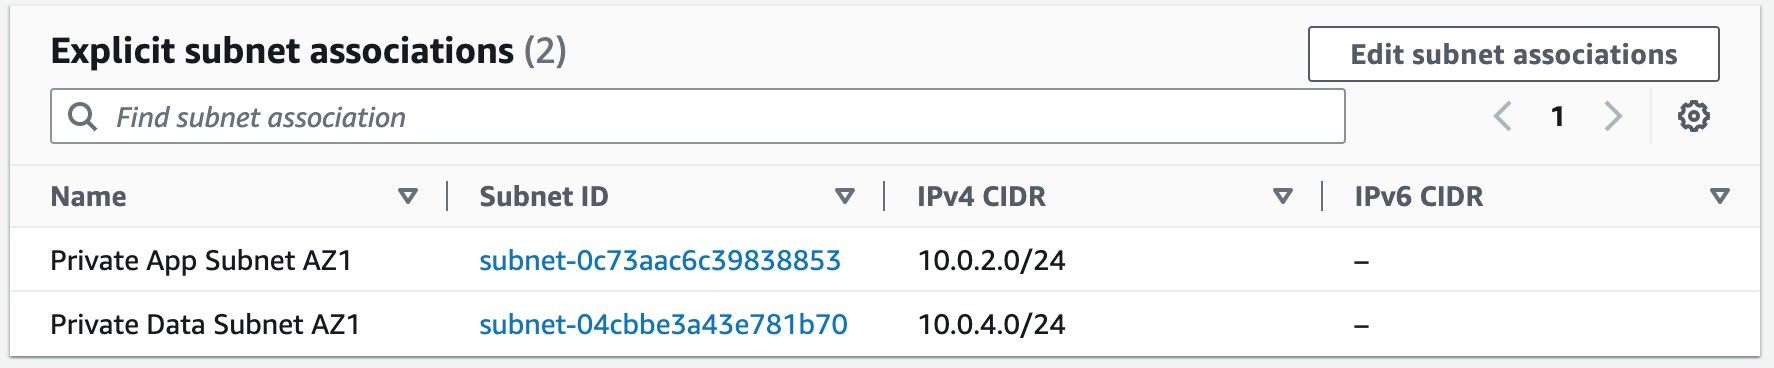 Explicit subnet associations (2)
Edit subnet associations
Find subnet association
1
Name Subnet ID IPv4 CIDR IPv6 CIDR
Private App Subnet AZ1 subnet-0c73aac6c39838853 10.0.2.0/24 –
Private Data Subnet AZ1 subnet-04cbbe3a43e781b70 10.0.4.0/24 –